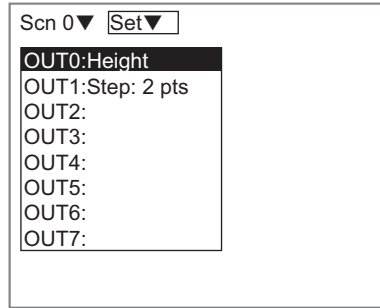 Scn 0▼ Set▼
OUT0:Height
OUT1:Step: 2 pts
OUT2:
OUT3:
OUT4:
OUT5:
OUT6:
OUT7: